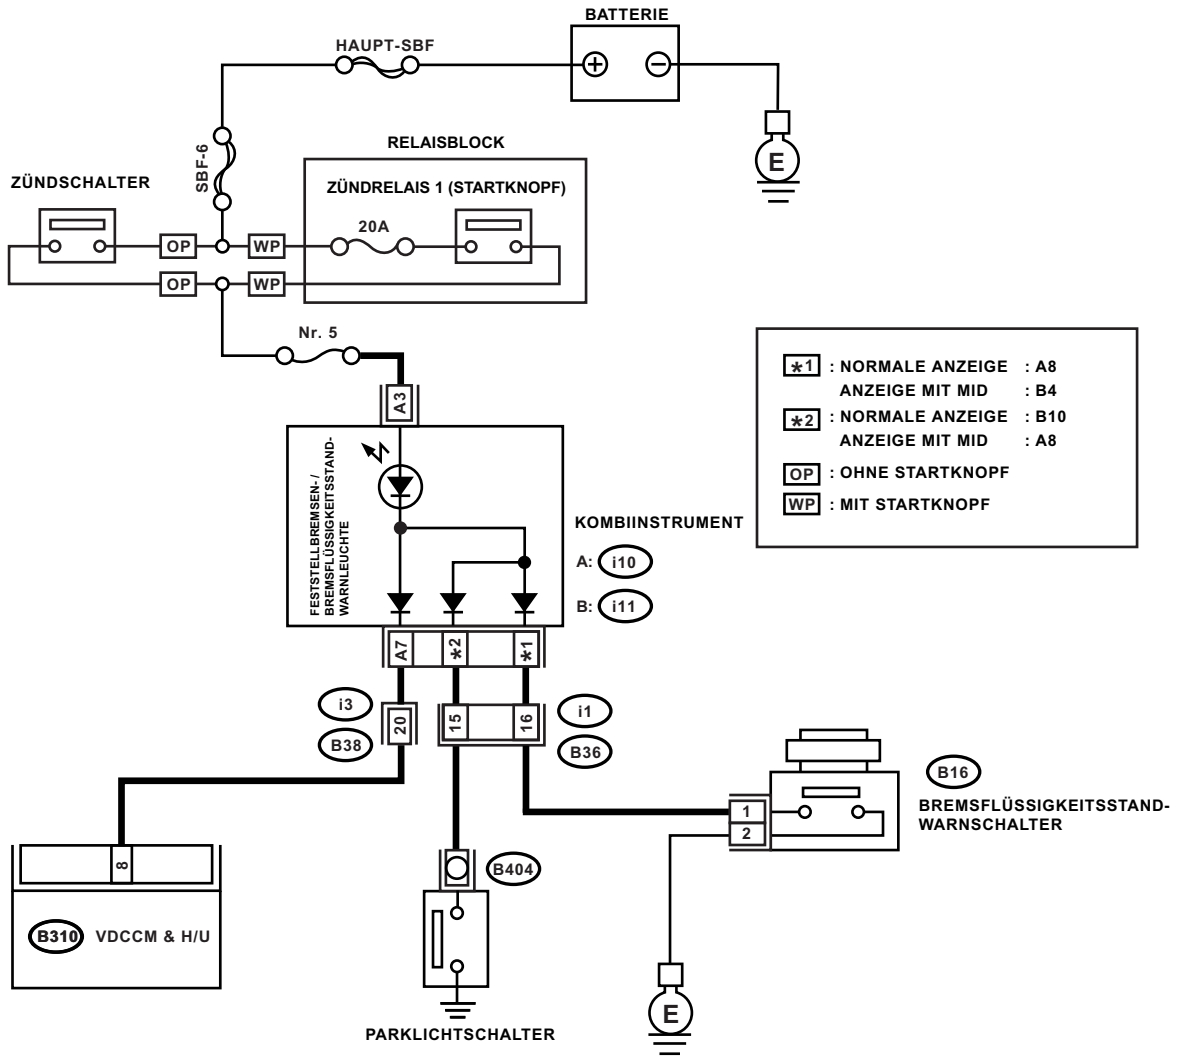 BATTERIE
HAUPT-SBF
+
−
E
SBF-6
RELAISBLOCK
ZÜNDSCHALTER
ZÜNDRELAIS 1 (STARTKNOPF)
20A
OP
WP
OP
WP
Nr. 5
A3
*1 : NORMALE ANZEIGE : A8
ANZEIGE MIT MID : B4
*2 : NORMALE ANZEIGE : B10
ANZEIGE MIT MID : A8
OP : OHNE STARTKNOPF
WP : MIT STARTKNOPF
FESTSTELLBREMSEN- /
BREMSFLÜSSIGKEITSSTAND-
WARNLEUCHTE
KOMBIINSTRUMENT
A: i10
B: i11
A7
*2
*1
i3
20
B38
15
16
i1
B36
B16
BREMSFLÜSSIGKEITSSTAND-
WARNSCHALTER
1
2
8
B404
B310 VDCCM & H/U
E
PARKLICHTSCHALTER